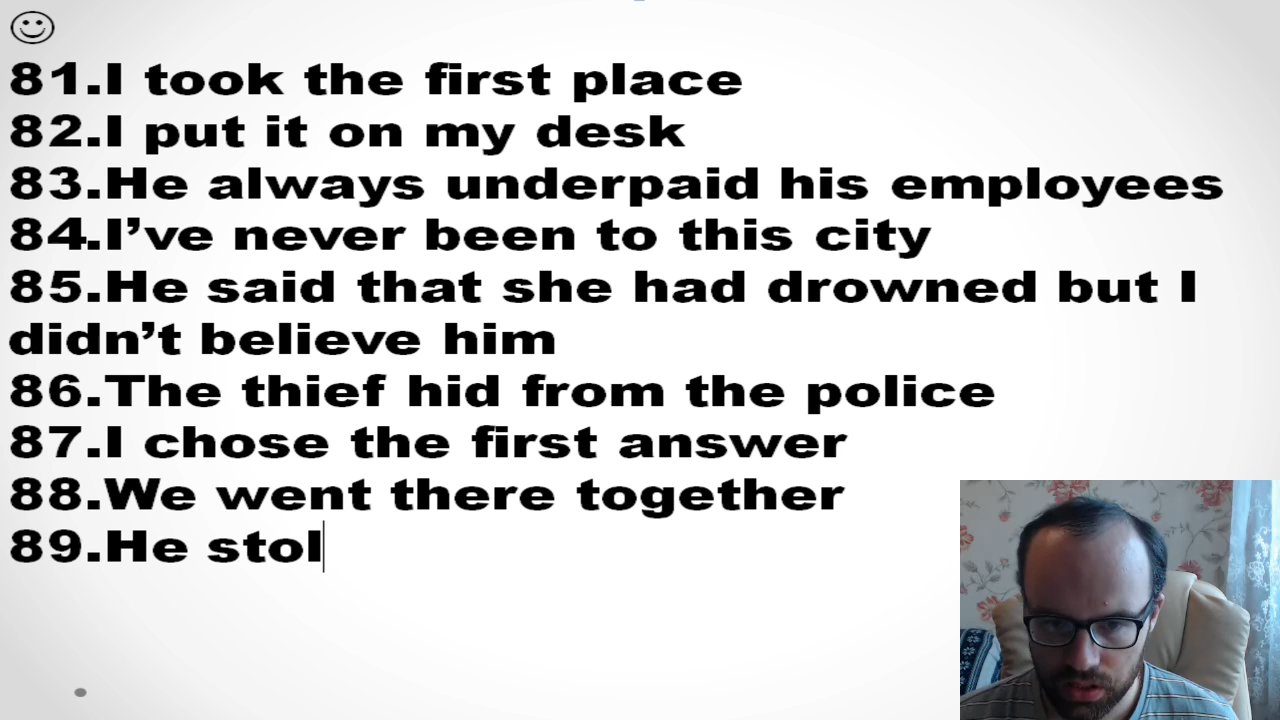 81.I took the first place
82.I put it on my desk
83.He always underpaid his employees
84.I’ve never been to this city
85.He said that she had drowned but I
didn’t believe him
86.The thief hid from the police
87.I chose the first answer
88.We went there together
89.He stol